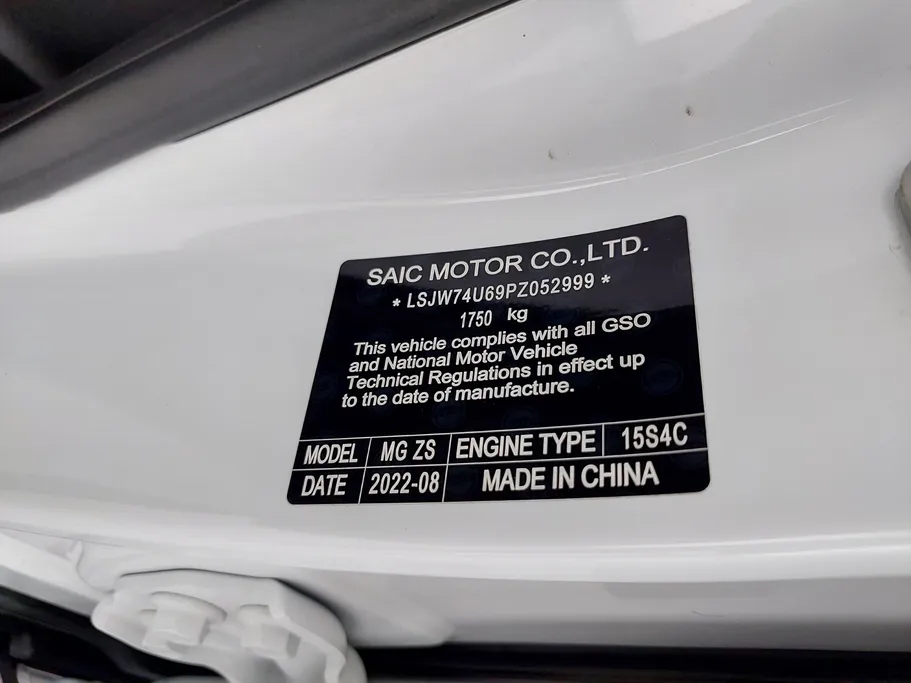 SAIC MOTOR CO.,LTD.
* LSJW74U69PZ052999 *
1750 kg
This vehicle complies with all GSO
and National Motor Vehicle
Technical Regulations in effect up
to the date of manufacture.
MODEL MG ZS ENGINE TYPE 15S4C
DATE 2022-08 MADE IN CHINA